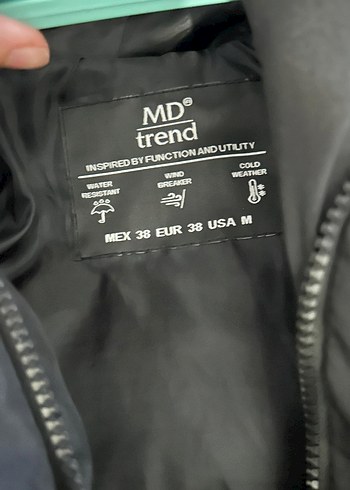 MD®
trend
INSPIRED BY FUNCTION AND UTILITY
WATER RESISTANT
WIND BREAKER
COLD WEATHER
MEX 38 EUR 38 USA M